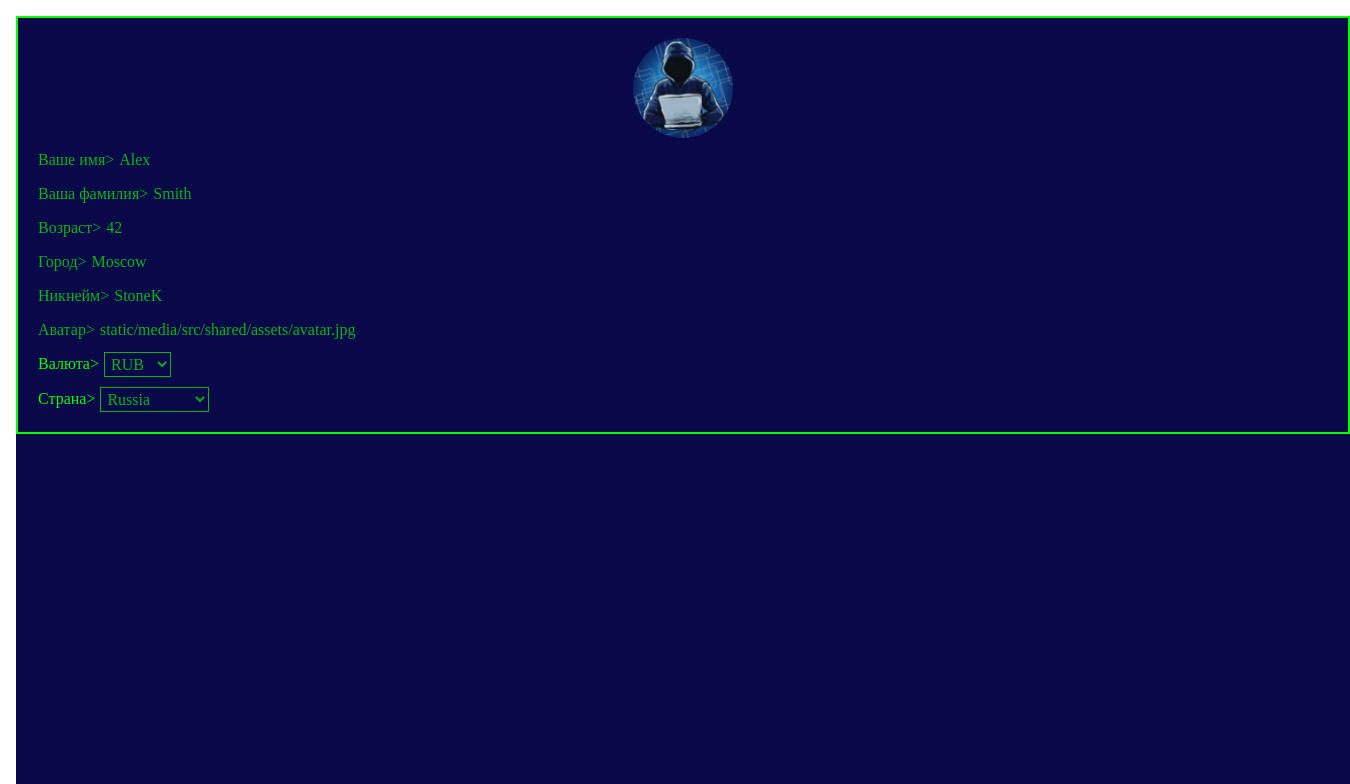 Ваше имя> Alex
Ваша фамилия> Smith
Возраст> 42
Город> Moscow
Никнейм> StoneK
Аватар> static/media/src/shared/assets/avatar.jpg
Валюта> RUB
Страна> Russia